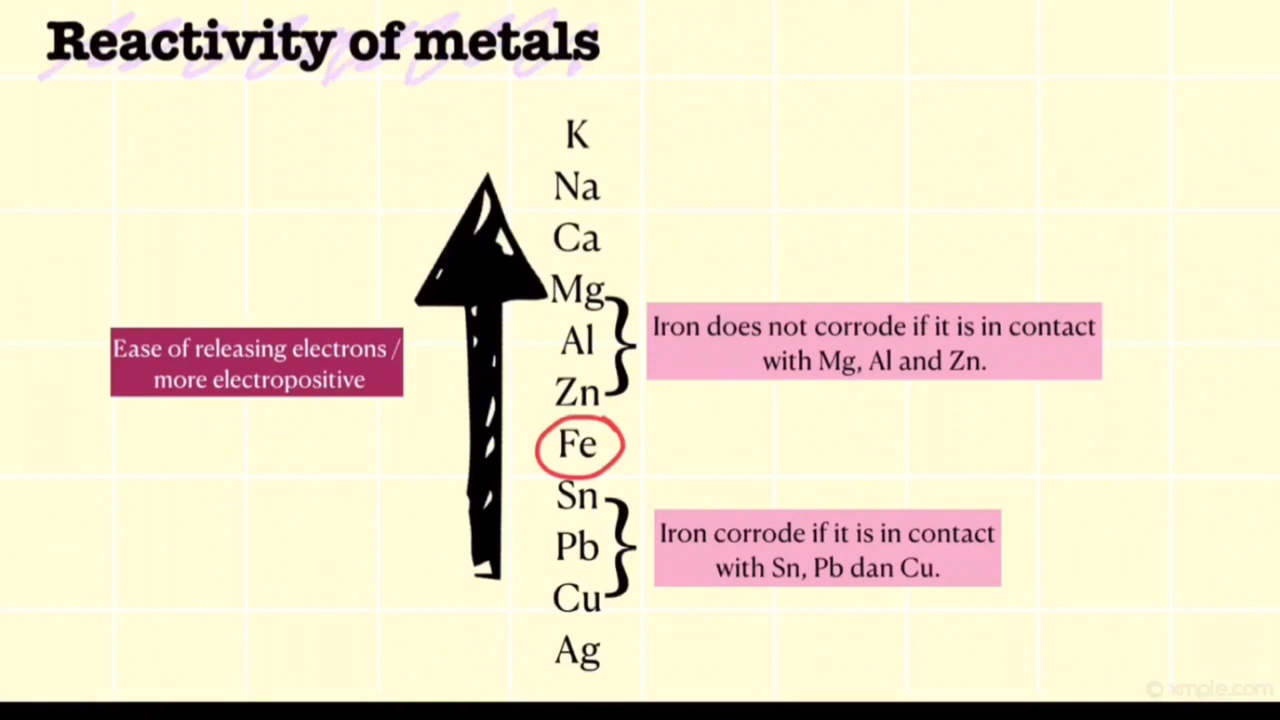 Reactivity of metals
K
Na
Ca
Mg
Al
Zn
Fe
Sn
Pb
Cu
Ag
Ease of releasing electrons /
more electropositive
Iron does not corrode if it is in contact
with Mg, Al and Zn.
Iron corrode if it is in contact
with Sn, Pb dan Cu.
© xmple.com